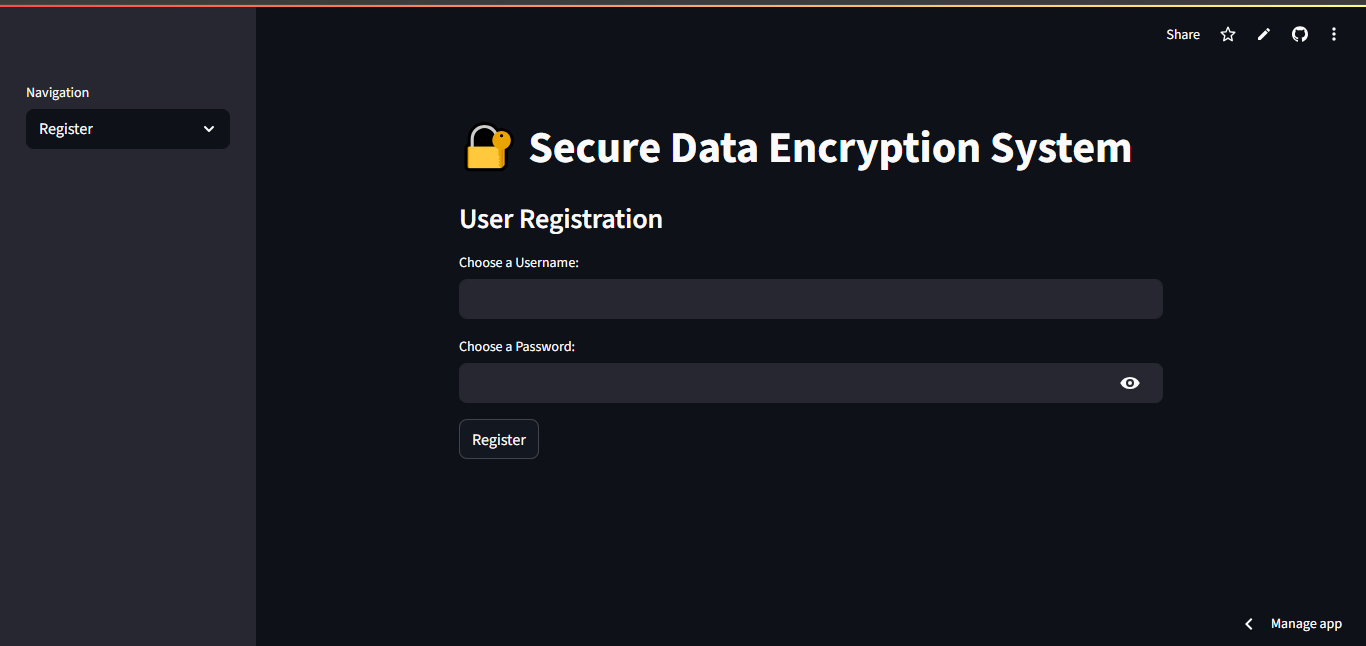 Share
Navigation
Register
Secure Data Encryption System
User Registration
Choose a Username:
Choose a Password:
Register
Manage app